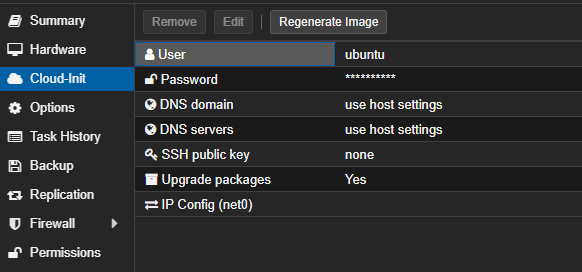 Summary
Hardware
Cloud-Init
Options
Task History
Backup
Replication
Firewall
Permissions
Remove Edit Regenerate Image
User ubuntu
Password **********
DNS domain use host settings
DNS servers use host settings
SSH public key none
Upgrade packages Yes
IP Config (net0)